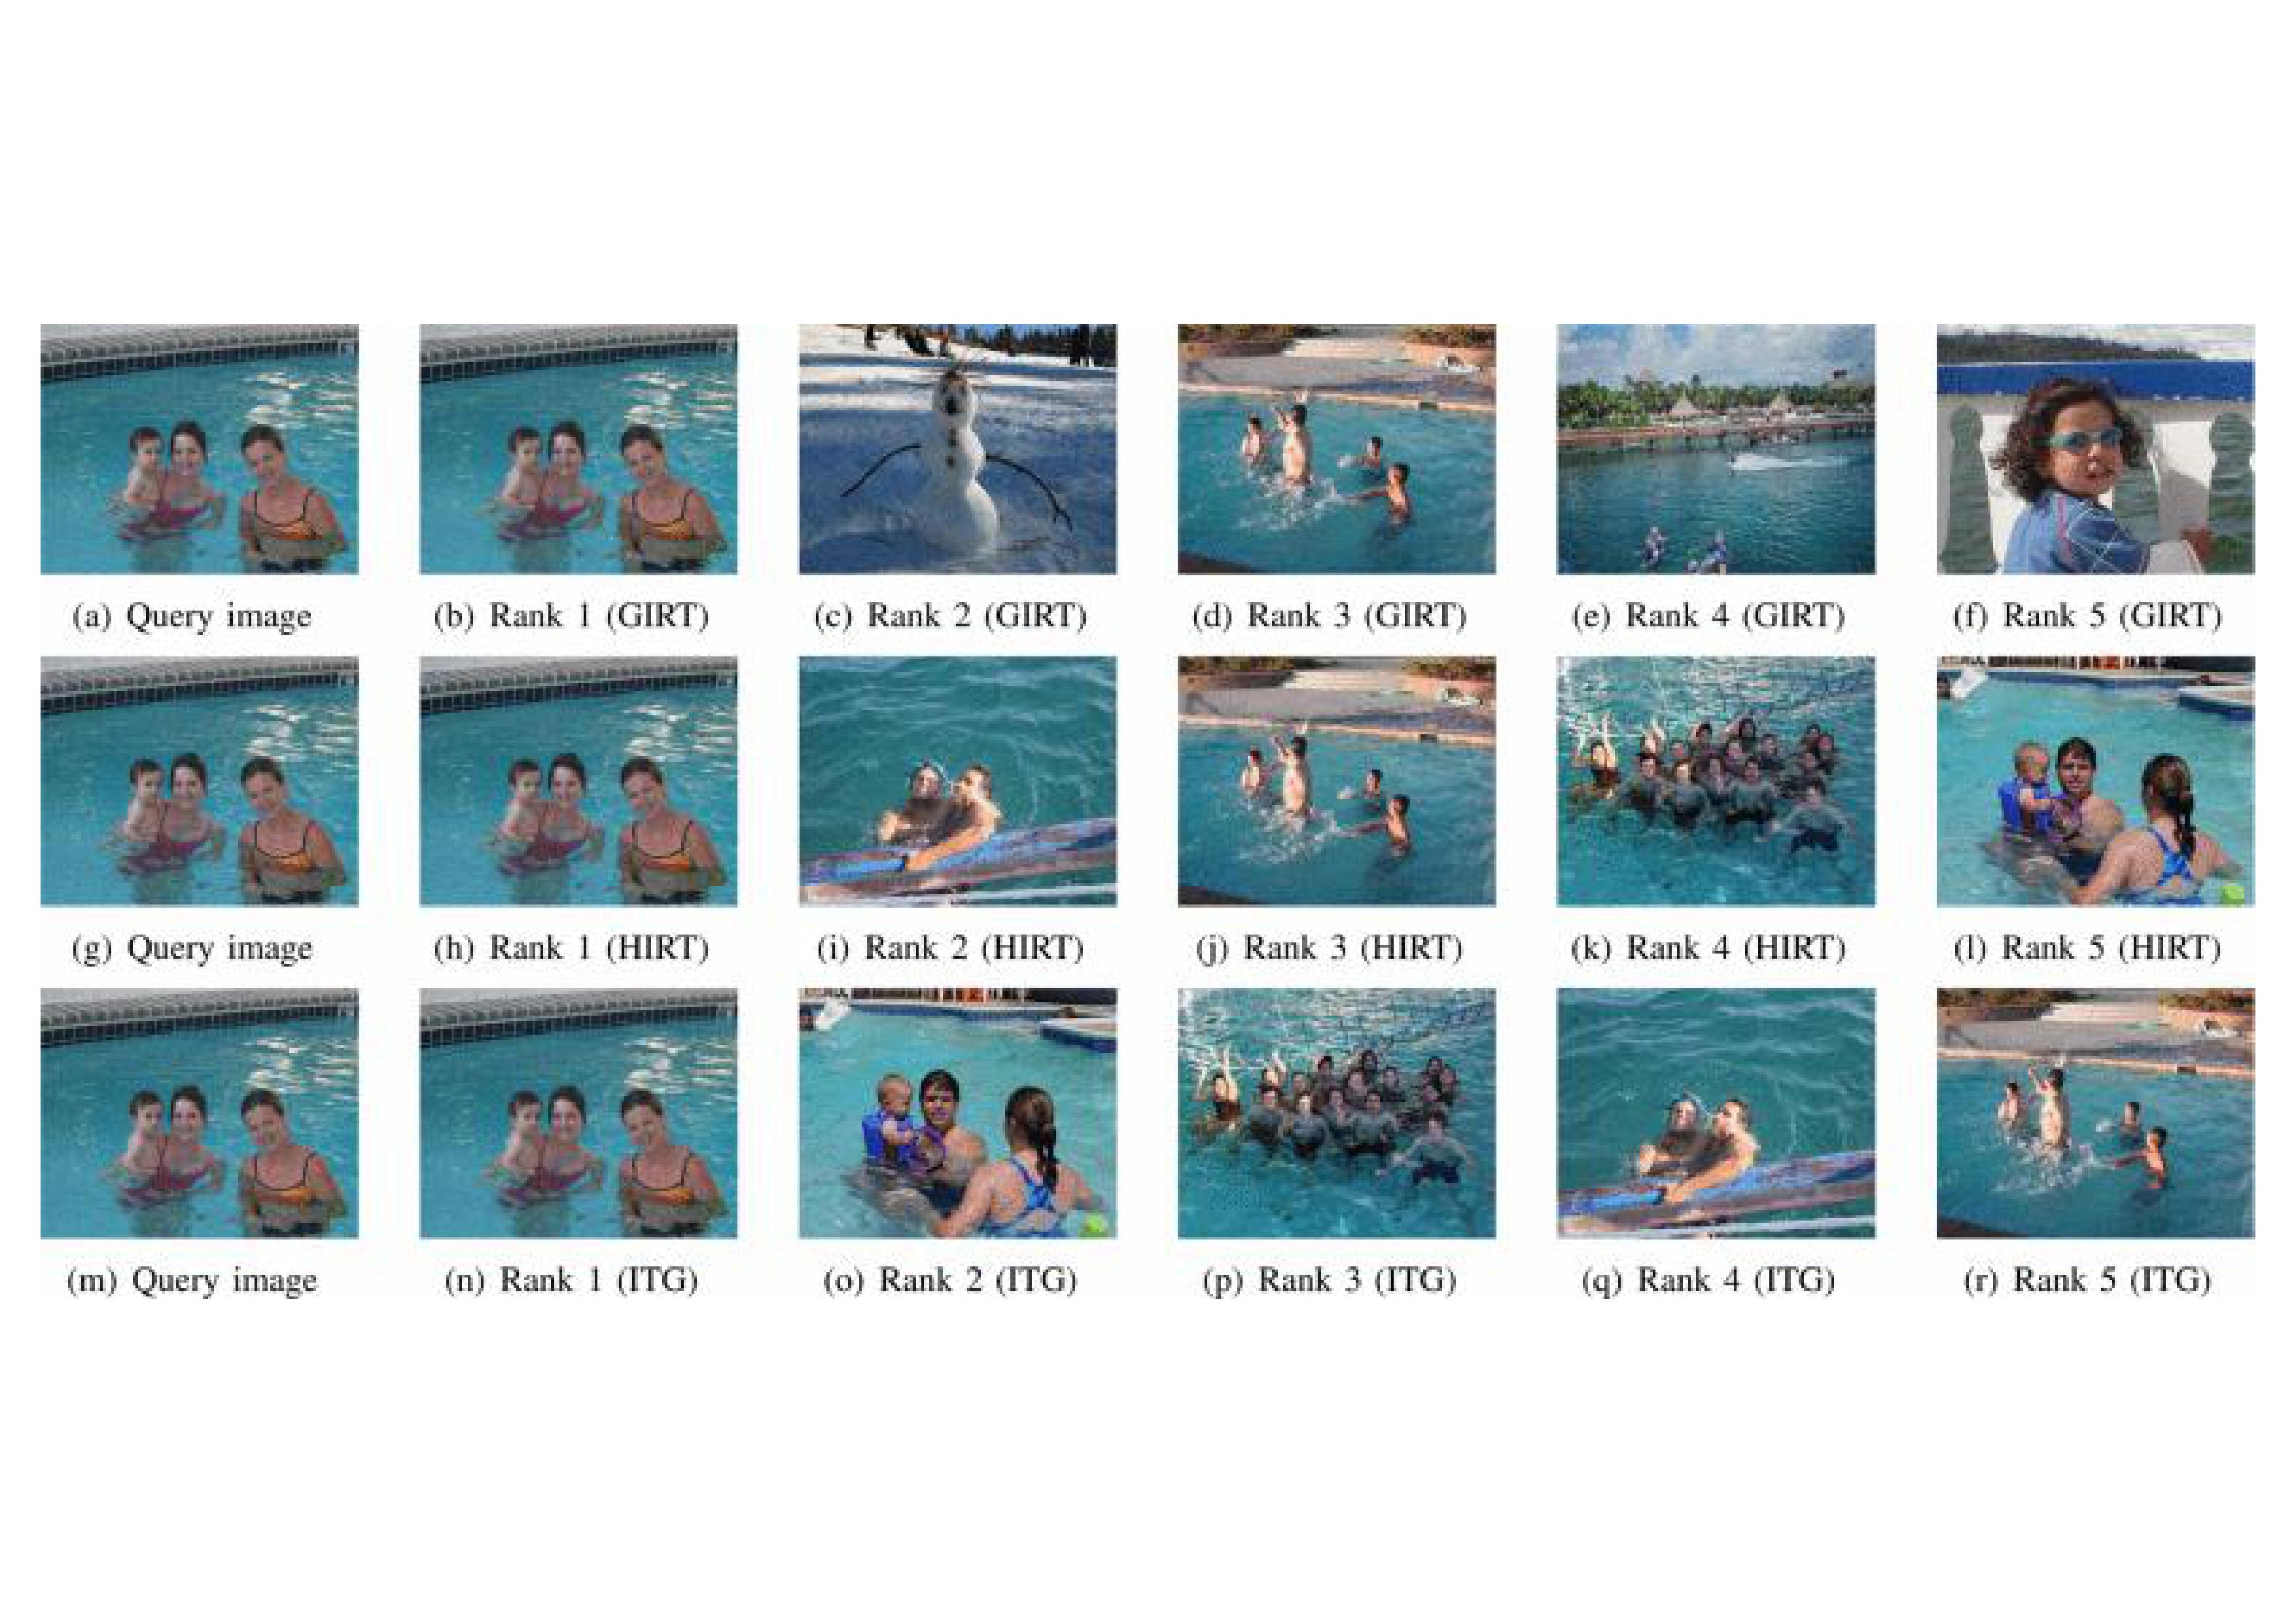 (a) Query image (b) Rank 1 (GIRT) (c) Rank 2 (GIRT) (d) Rank 3 (GIRT) (e) Rank 4 (GIRT) (f) Rank 5 (GIRT)
(g) Query image (h) Rank 1 (HIRT) (i) Rank 2 (HIRT) (j) Rank 3 (HIRT) (k) Rank 4 (HIRT) (l) Rank 5 (HIRT)
(m) Query image (n) Rank 1 (ITG) (o) Rank 2 (ITG) (p) Rank 3 (ITG) (q) Rank 4 (ITG) (r) Rank 5 (ITG)